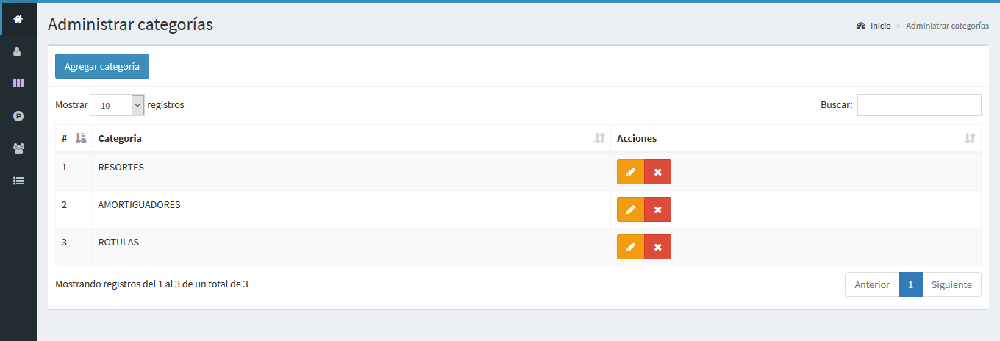 Administrar categorías
Inicio > Administrar categorías
Agregar categoría
Mostrar 10 registros
Buscar:
# Categoria Acciones
1 RESORTES
2 AMORTIGUADORES
3 ROTULAS
Mostrando registros del 1 al 3 de un total de 3
Anterior 1 Siguiente